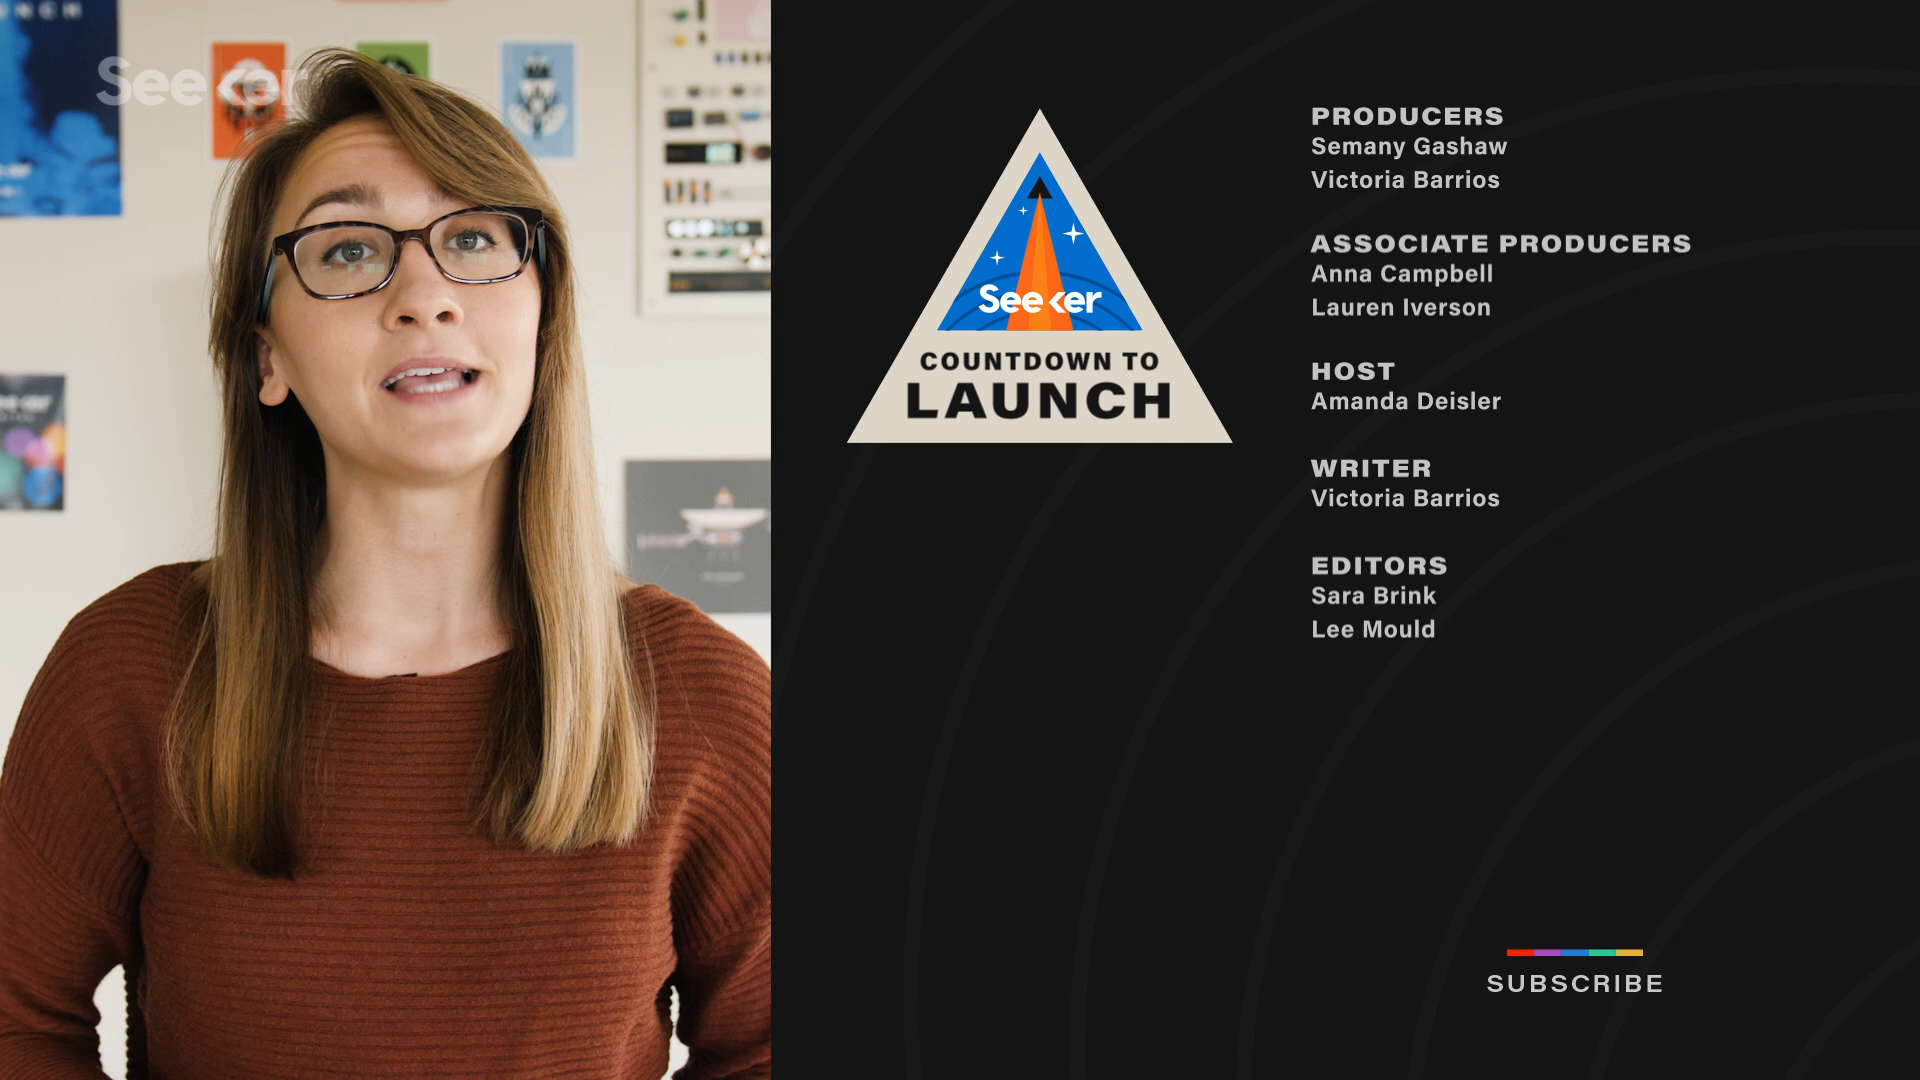 Seeker
Seeker
COUNTDOWN TO
LAUNCH
PRODUCERS
Semany Gashaw
Victoria Barrios
ASSOCIATE PRODUCERS
Anna Campbell
Lauren Iverson
HOST
Amanda Deisler
WRITER
Victoria Barrios
EDITORS
Sara Brink
Lee Mould
SUBSCRIBE